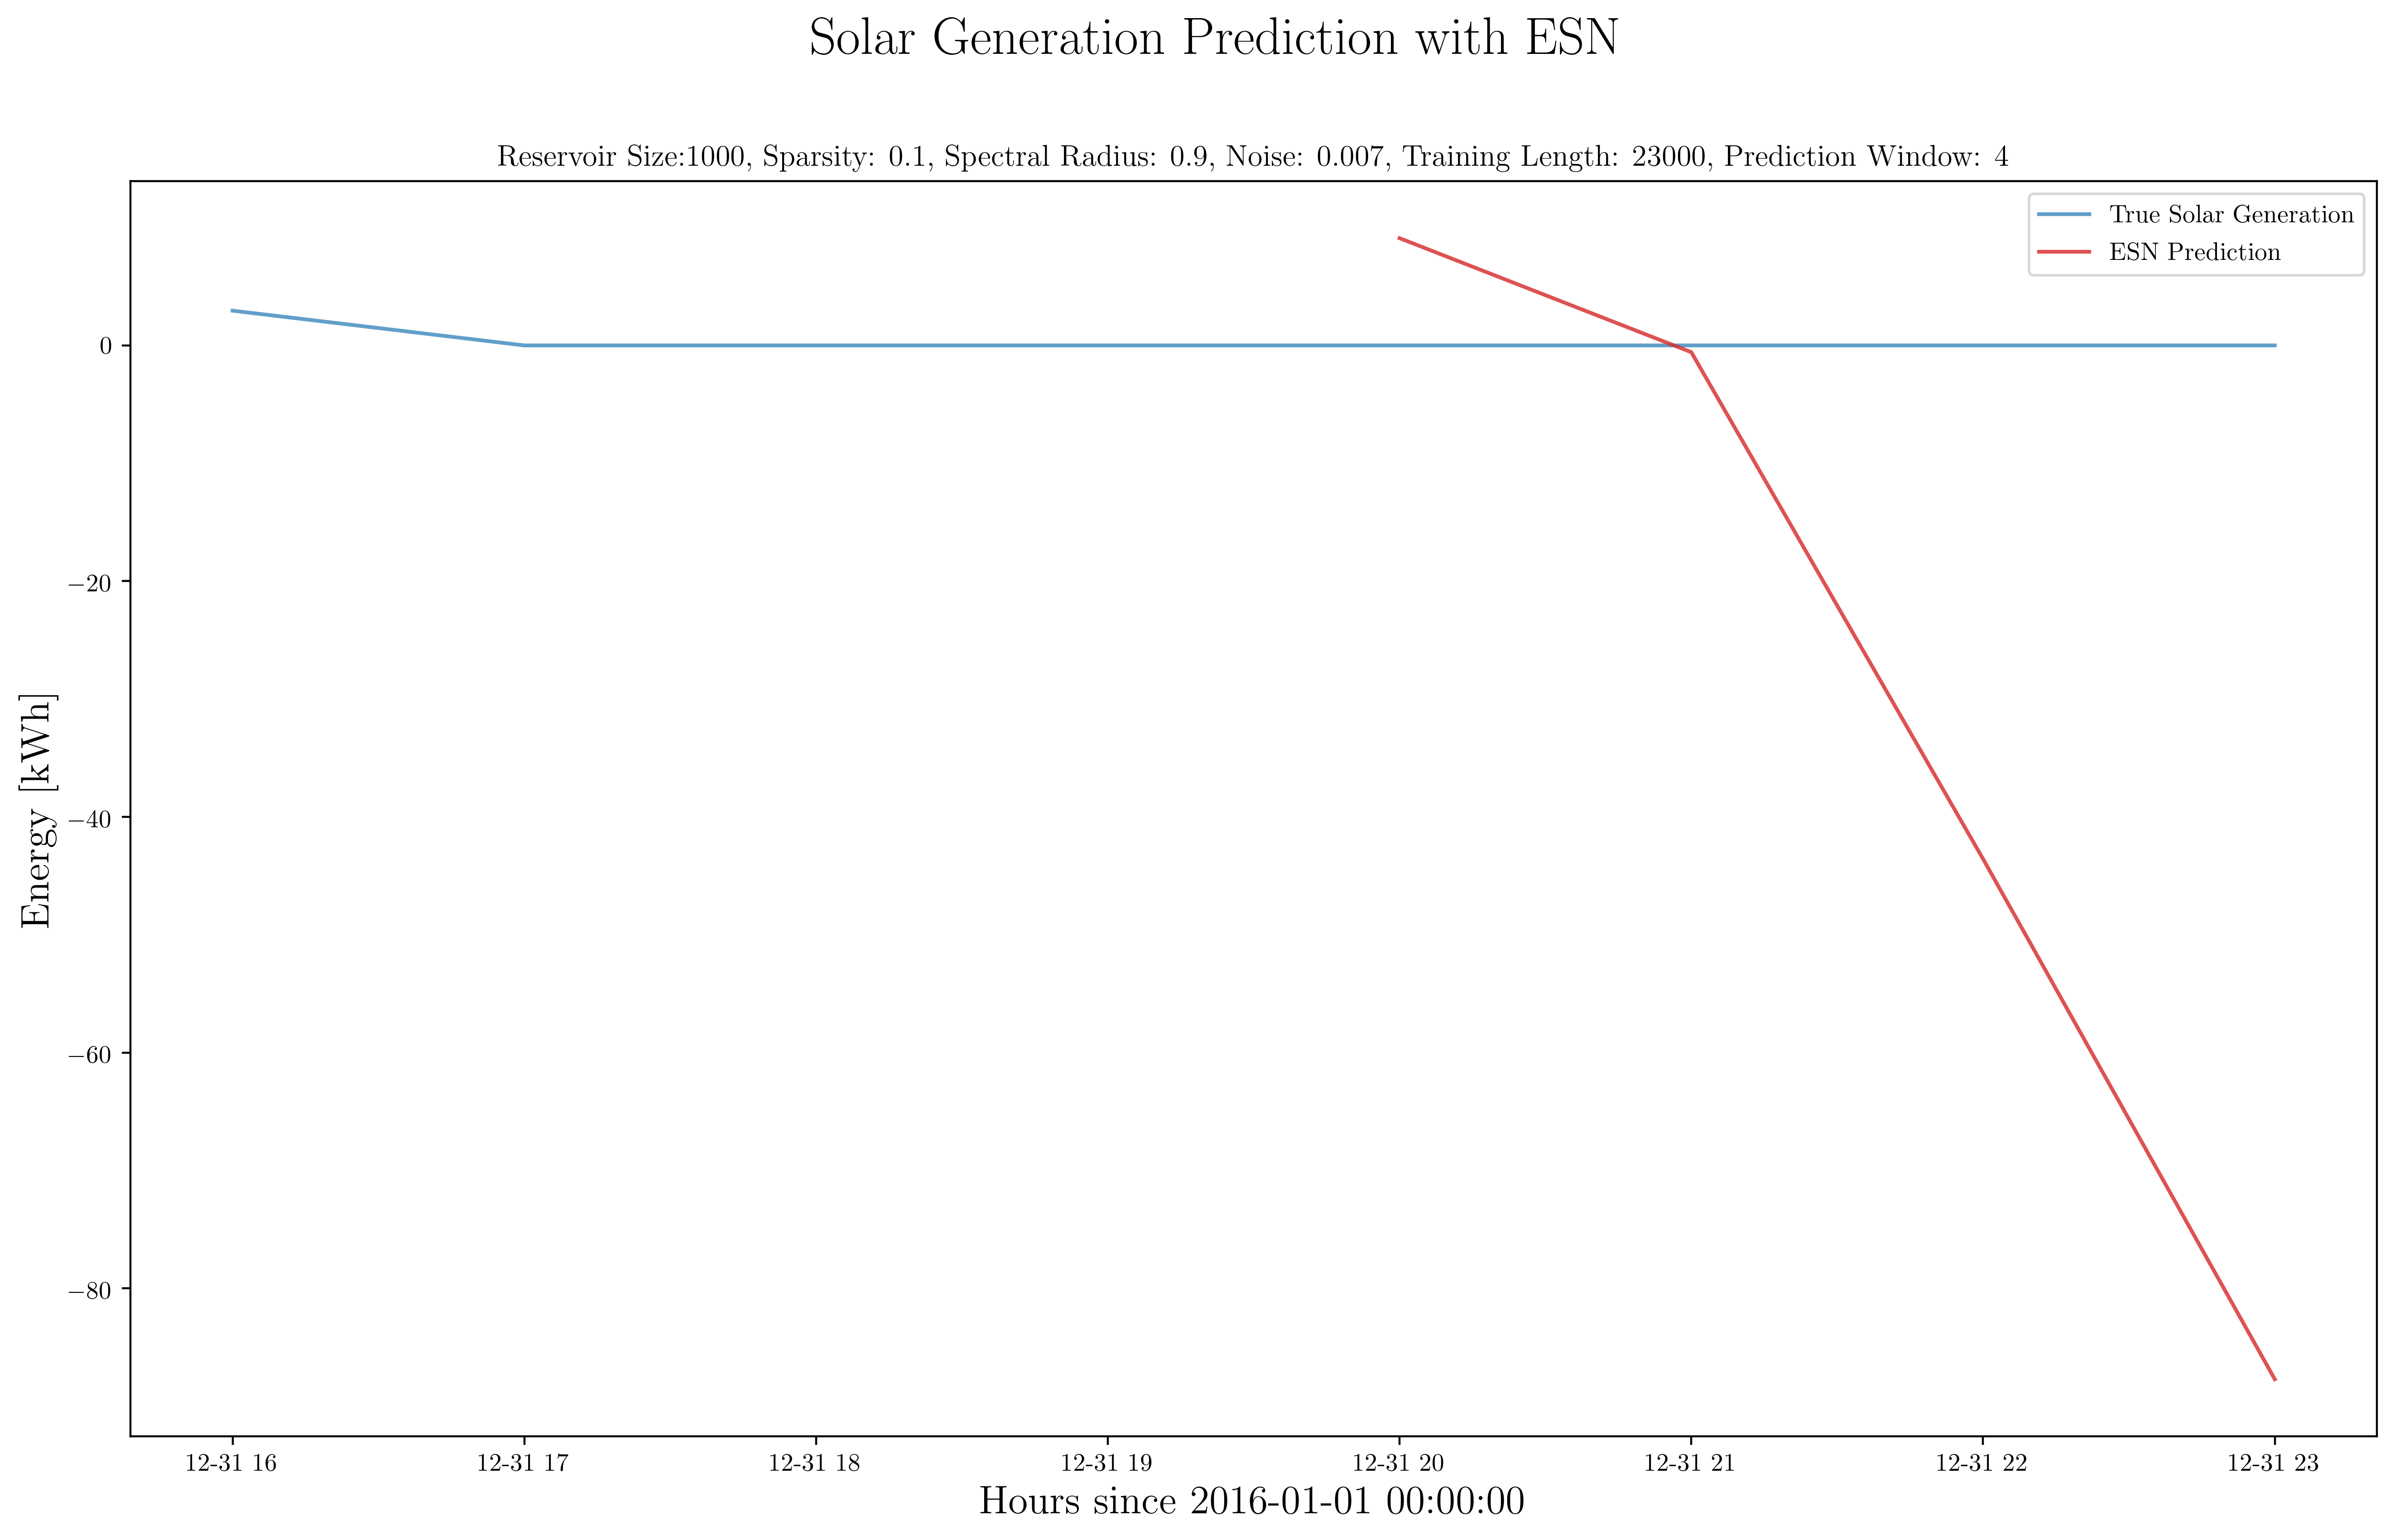 Solar Generation Prediction with ESN
Reservoir Size:1000, Sparsity: 0.1, Spectral Radius: 0.9, Noise: 0.007, Training Length: 23000, Prediction Window: 4
True Solar Generation
ESN Prediction
Energy [kWh]
0
−20
−40
−60
−80
12-31 16
12-31 17
12-31 18
12-31 19
12-31 20
12-31 21
12-31 22
12-31 23
Hours since 2016-01-01 00:00:00